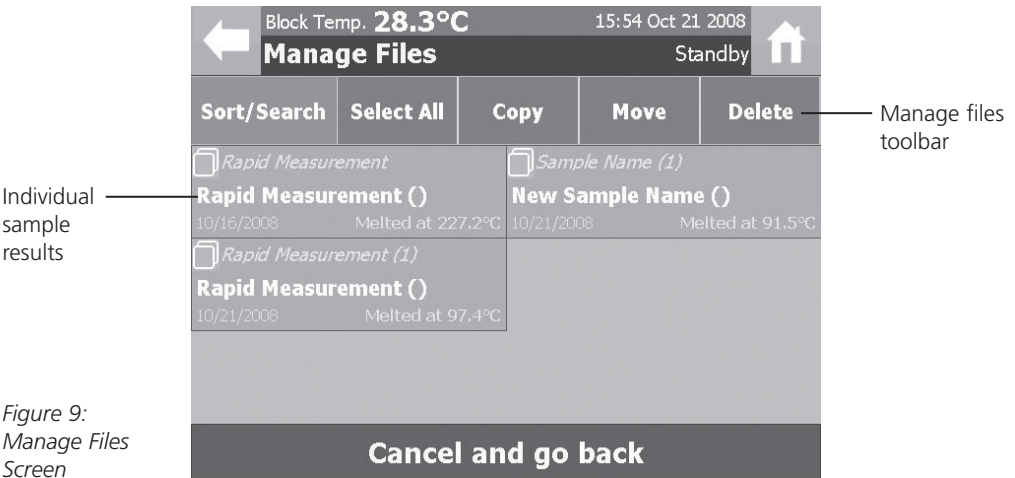 Block Temp. 28.3°C
15:54 Oct 21 2008
Manage Files
Standby
Sort/Search
Select All
Copy
Move
Delete
Manage files
toolbar
Individual
sample
results
Rapid Measurement
Rapid Measurement ()
10/16/2008 Melted at 227.2°C
Sample Name (1)
New Sample Name ()
10/21/2008 Melted at 91.5°C
Rapid Measurement (1)
Rapid Measurement ()
10/21/2008 Melted at 97.4°C
Cancel and go back
Figure 9:
Manage Files
Screen